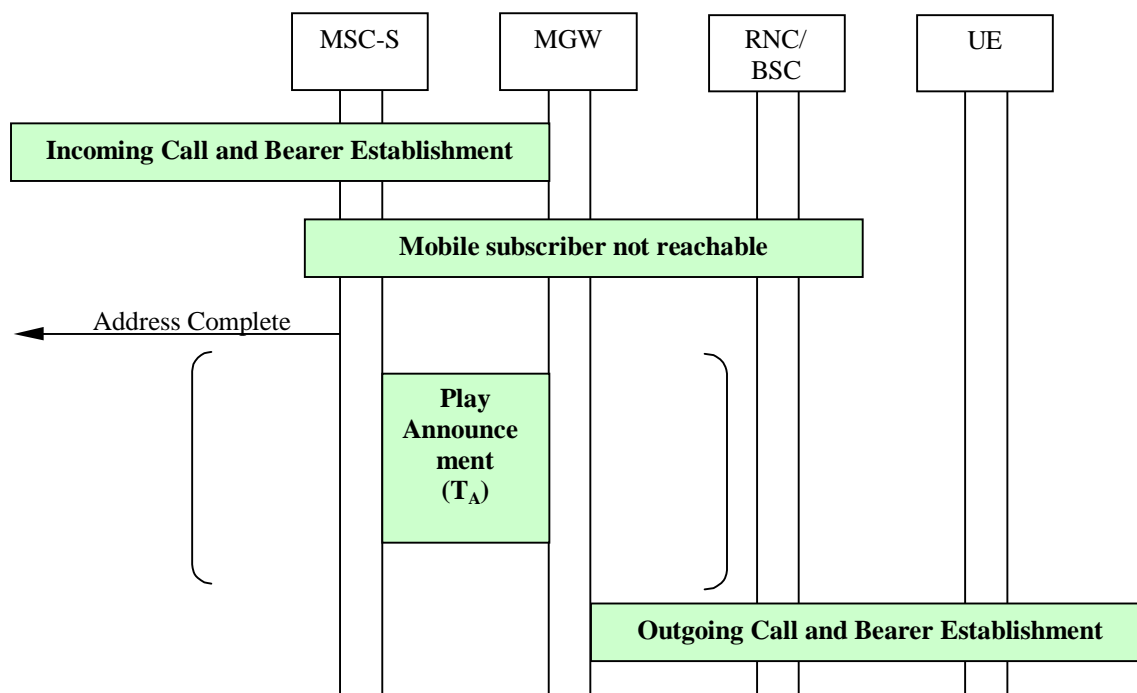 MSC-S
MGW
RNC/
BSC
UE
Incoming Call and Bearer Establishment
Mobile subscriber not reachable
Address Complete
Play
Announce
ment
(TA)
Outgoing Call and Bearer Establishment